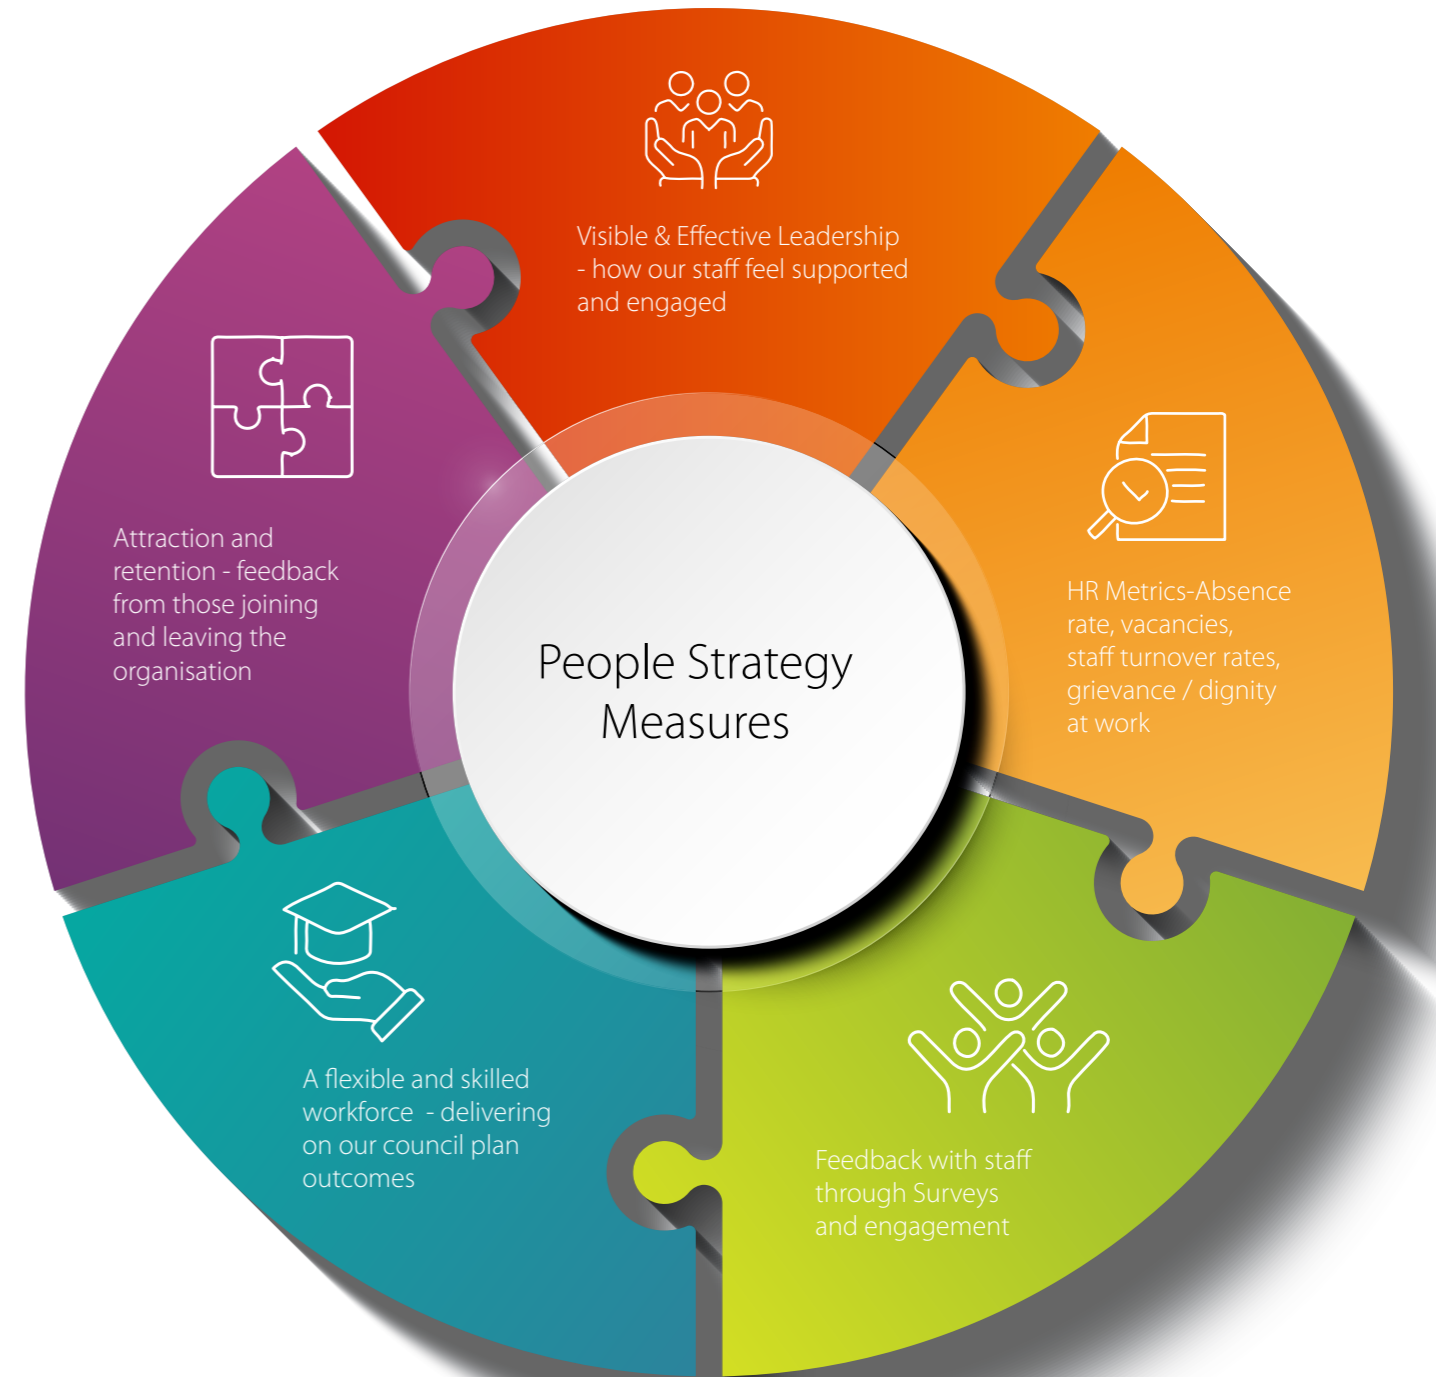 Visible & Effective Leadership
- how our staff feel supported
and engaged
HR Metrics-Absence
rate, vacancies,
staff turnover rates,
grievance / dignity
at work
Feedback with staff
through Surveys
and engagement
A flexible and skilled
workforce - delivering
on our council plan
outcomes
Attraction and
retention - feedback
from those joining
and leaving the
organisation
People Strategy
Measures